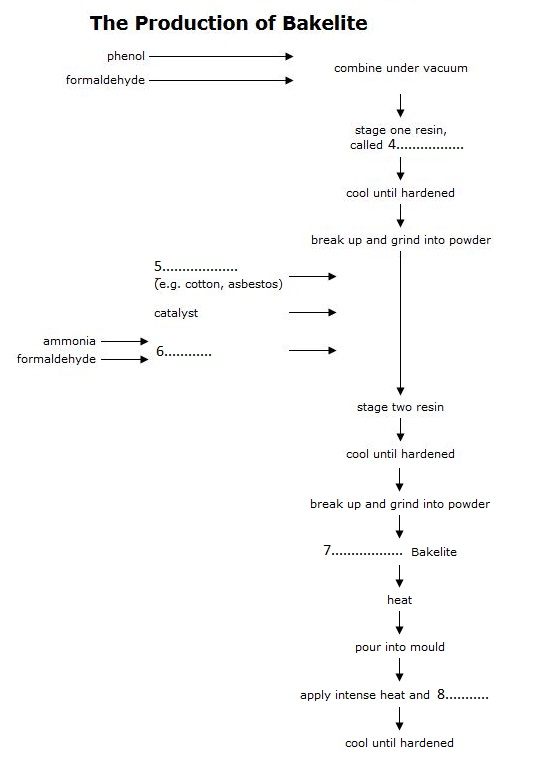 The Production of Bakelite
phenol
formaldehyde
combine under vacuum
stage one resin,
called 4.................
cool until hardened
break up and grind into powder
5...................
(e.g. cotton, asbestos)
catalyst
ammonia
formaldehyde
6............
stage two resin
cool until hardened
break up and grind into powder
7.................. Bakelite
heat
pour into mould
apply intense heat and 8...........
cool until hardened